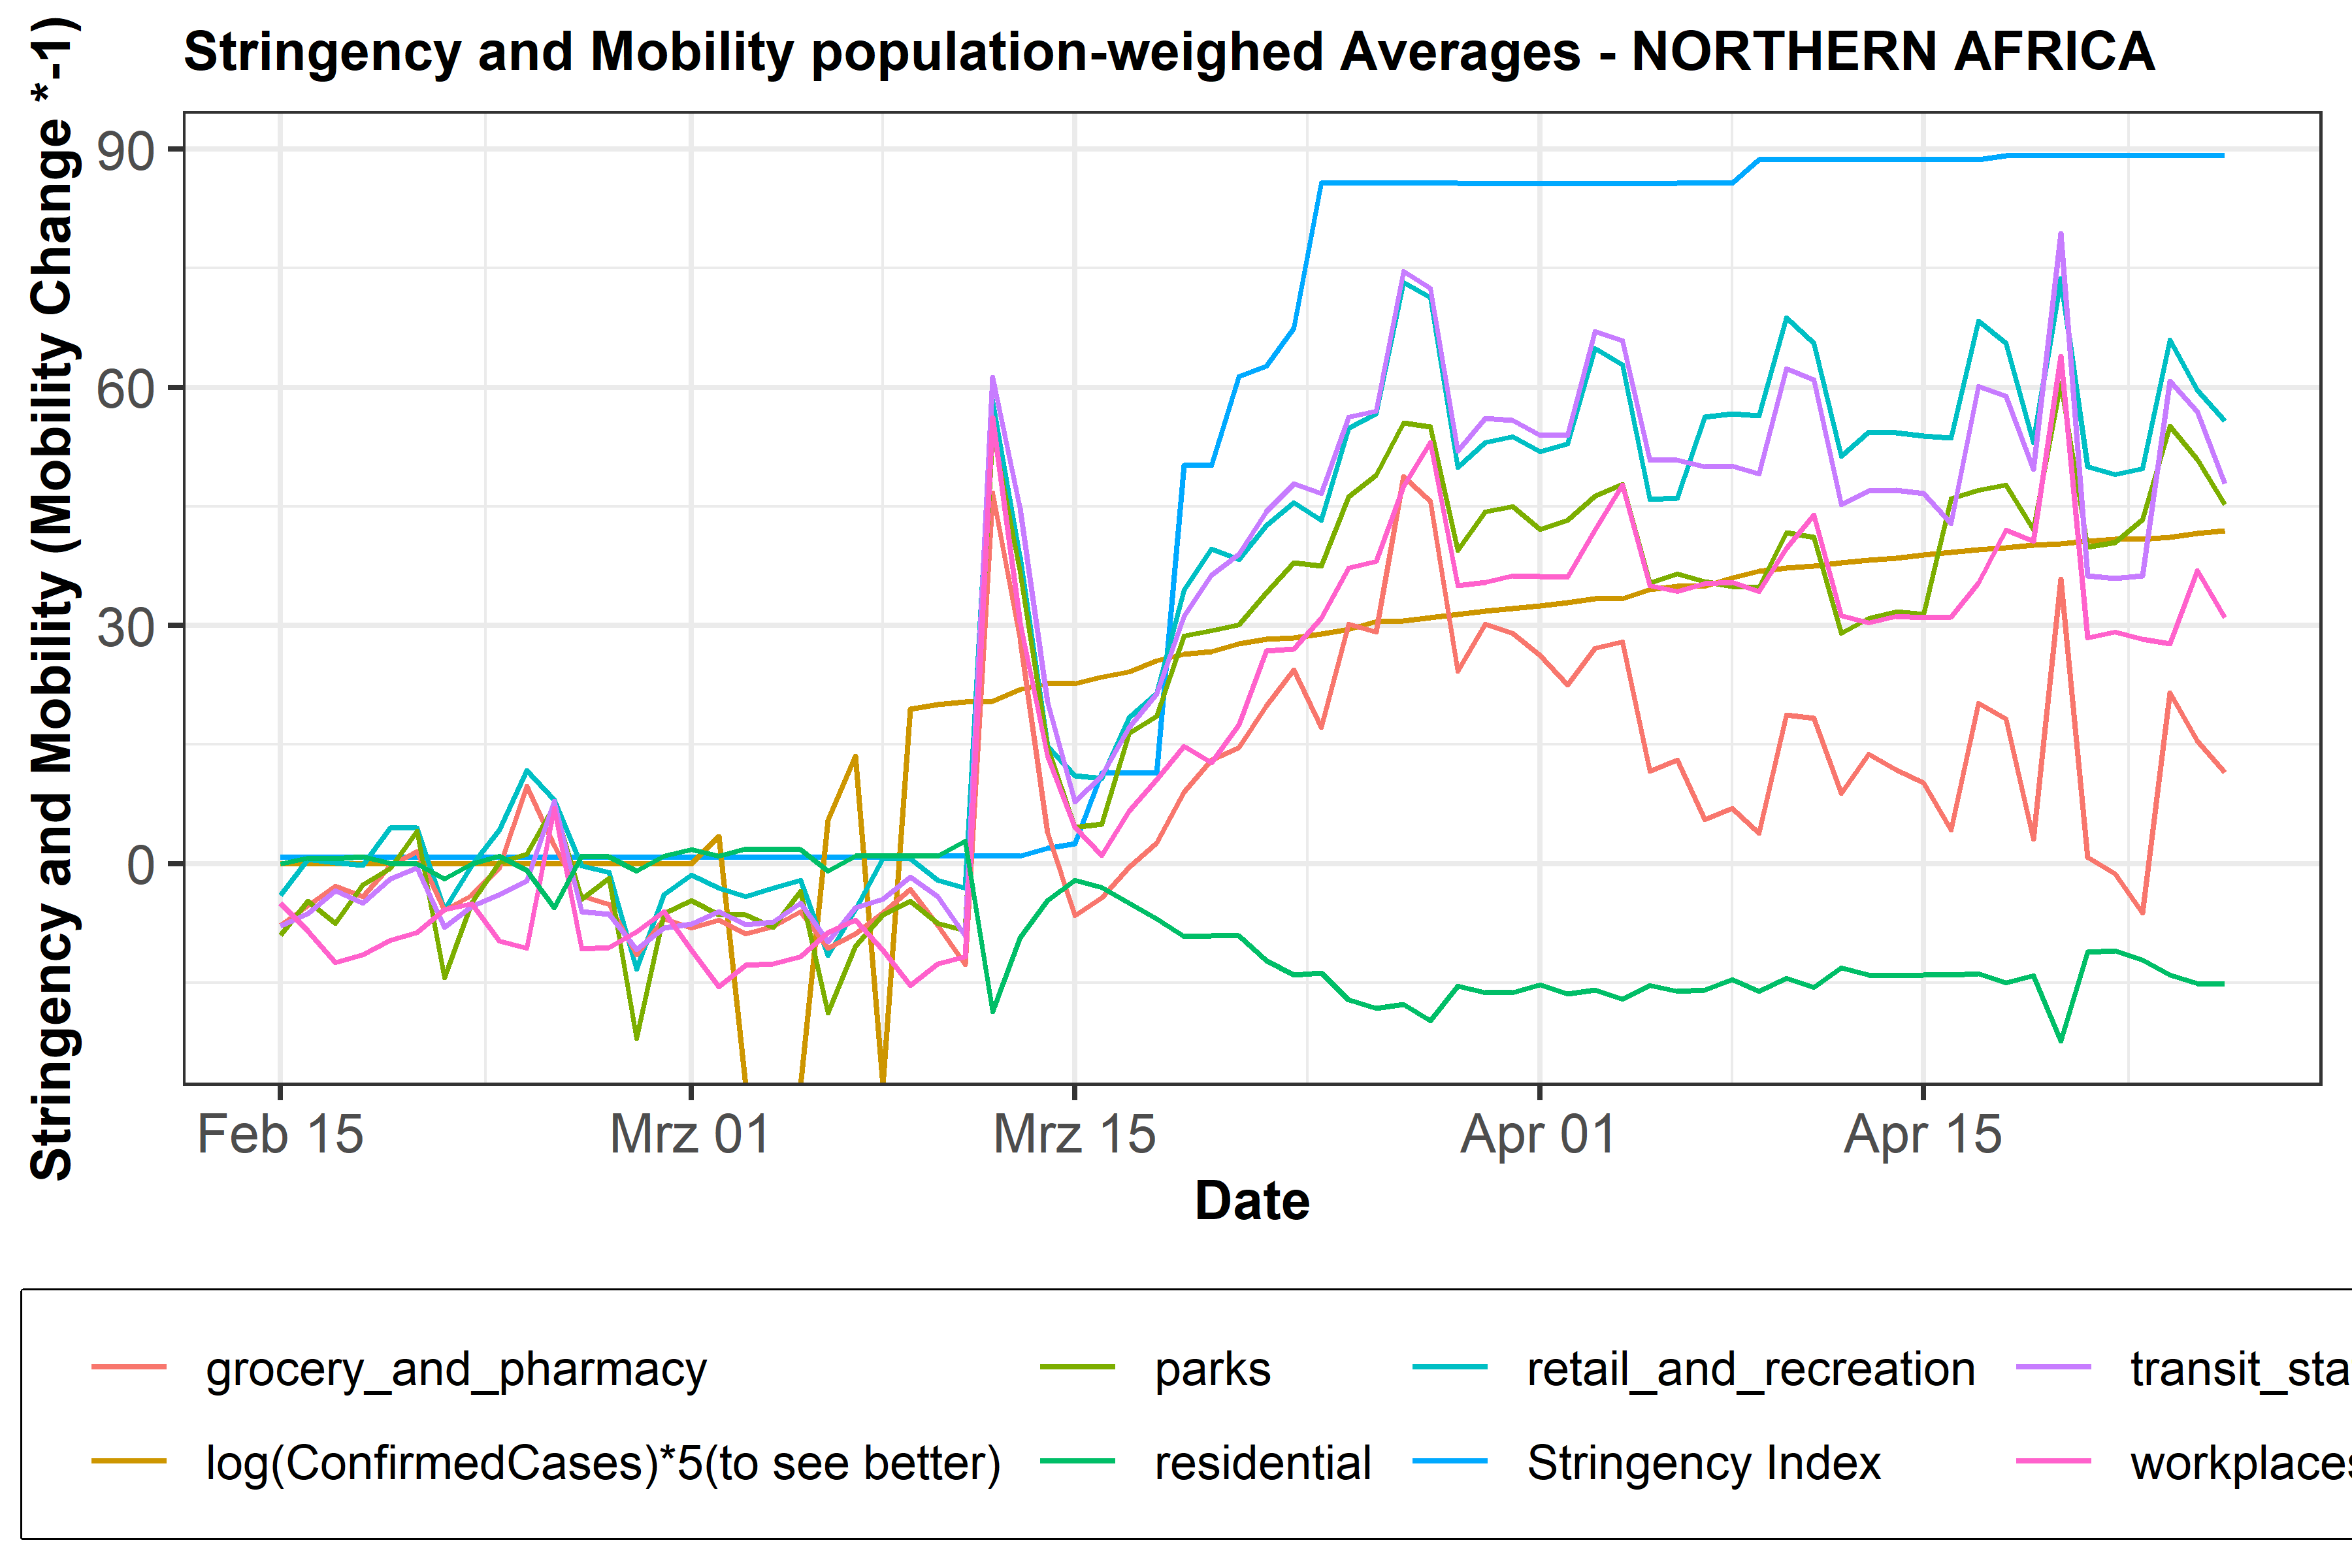 Stringency and Mobility population-weighed Averages - NORTHERN AFRICA
Stringency and Mobility (Mobility Change *-1)
90
60
30
0
Feb 15
Mrz 01
Mrz 15
Apr 01
Apr 15
Date
grocery_and_pharmacy
parks
retail_and_recreation
transit_sta
log(ConfirmedCases)*5(to see better)
residential
Stringency Index
workplaces